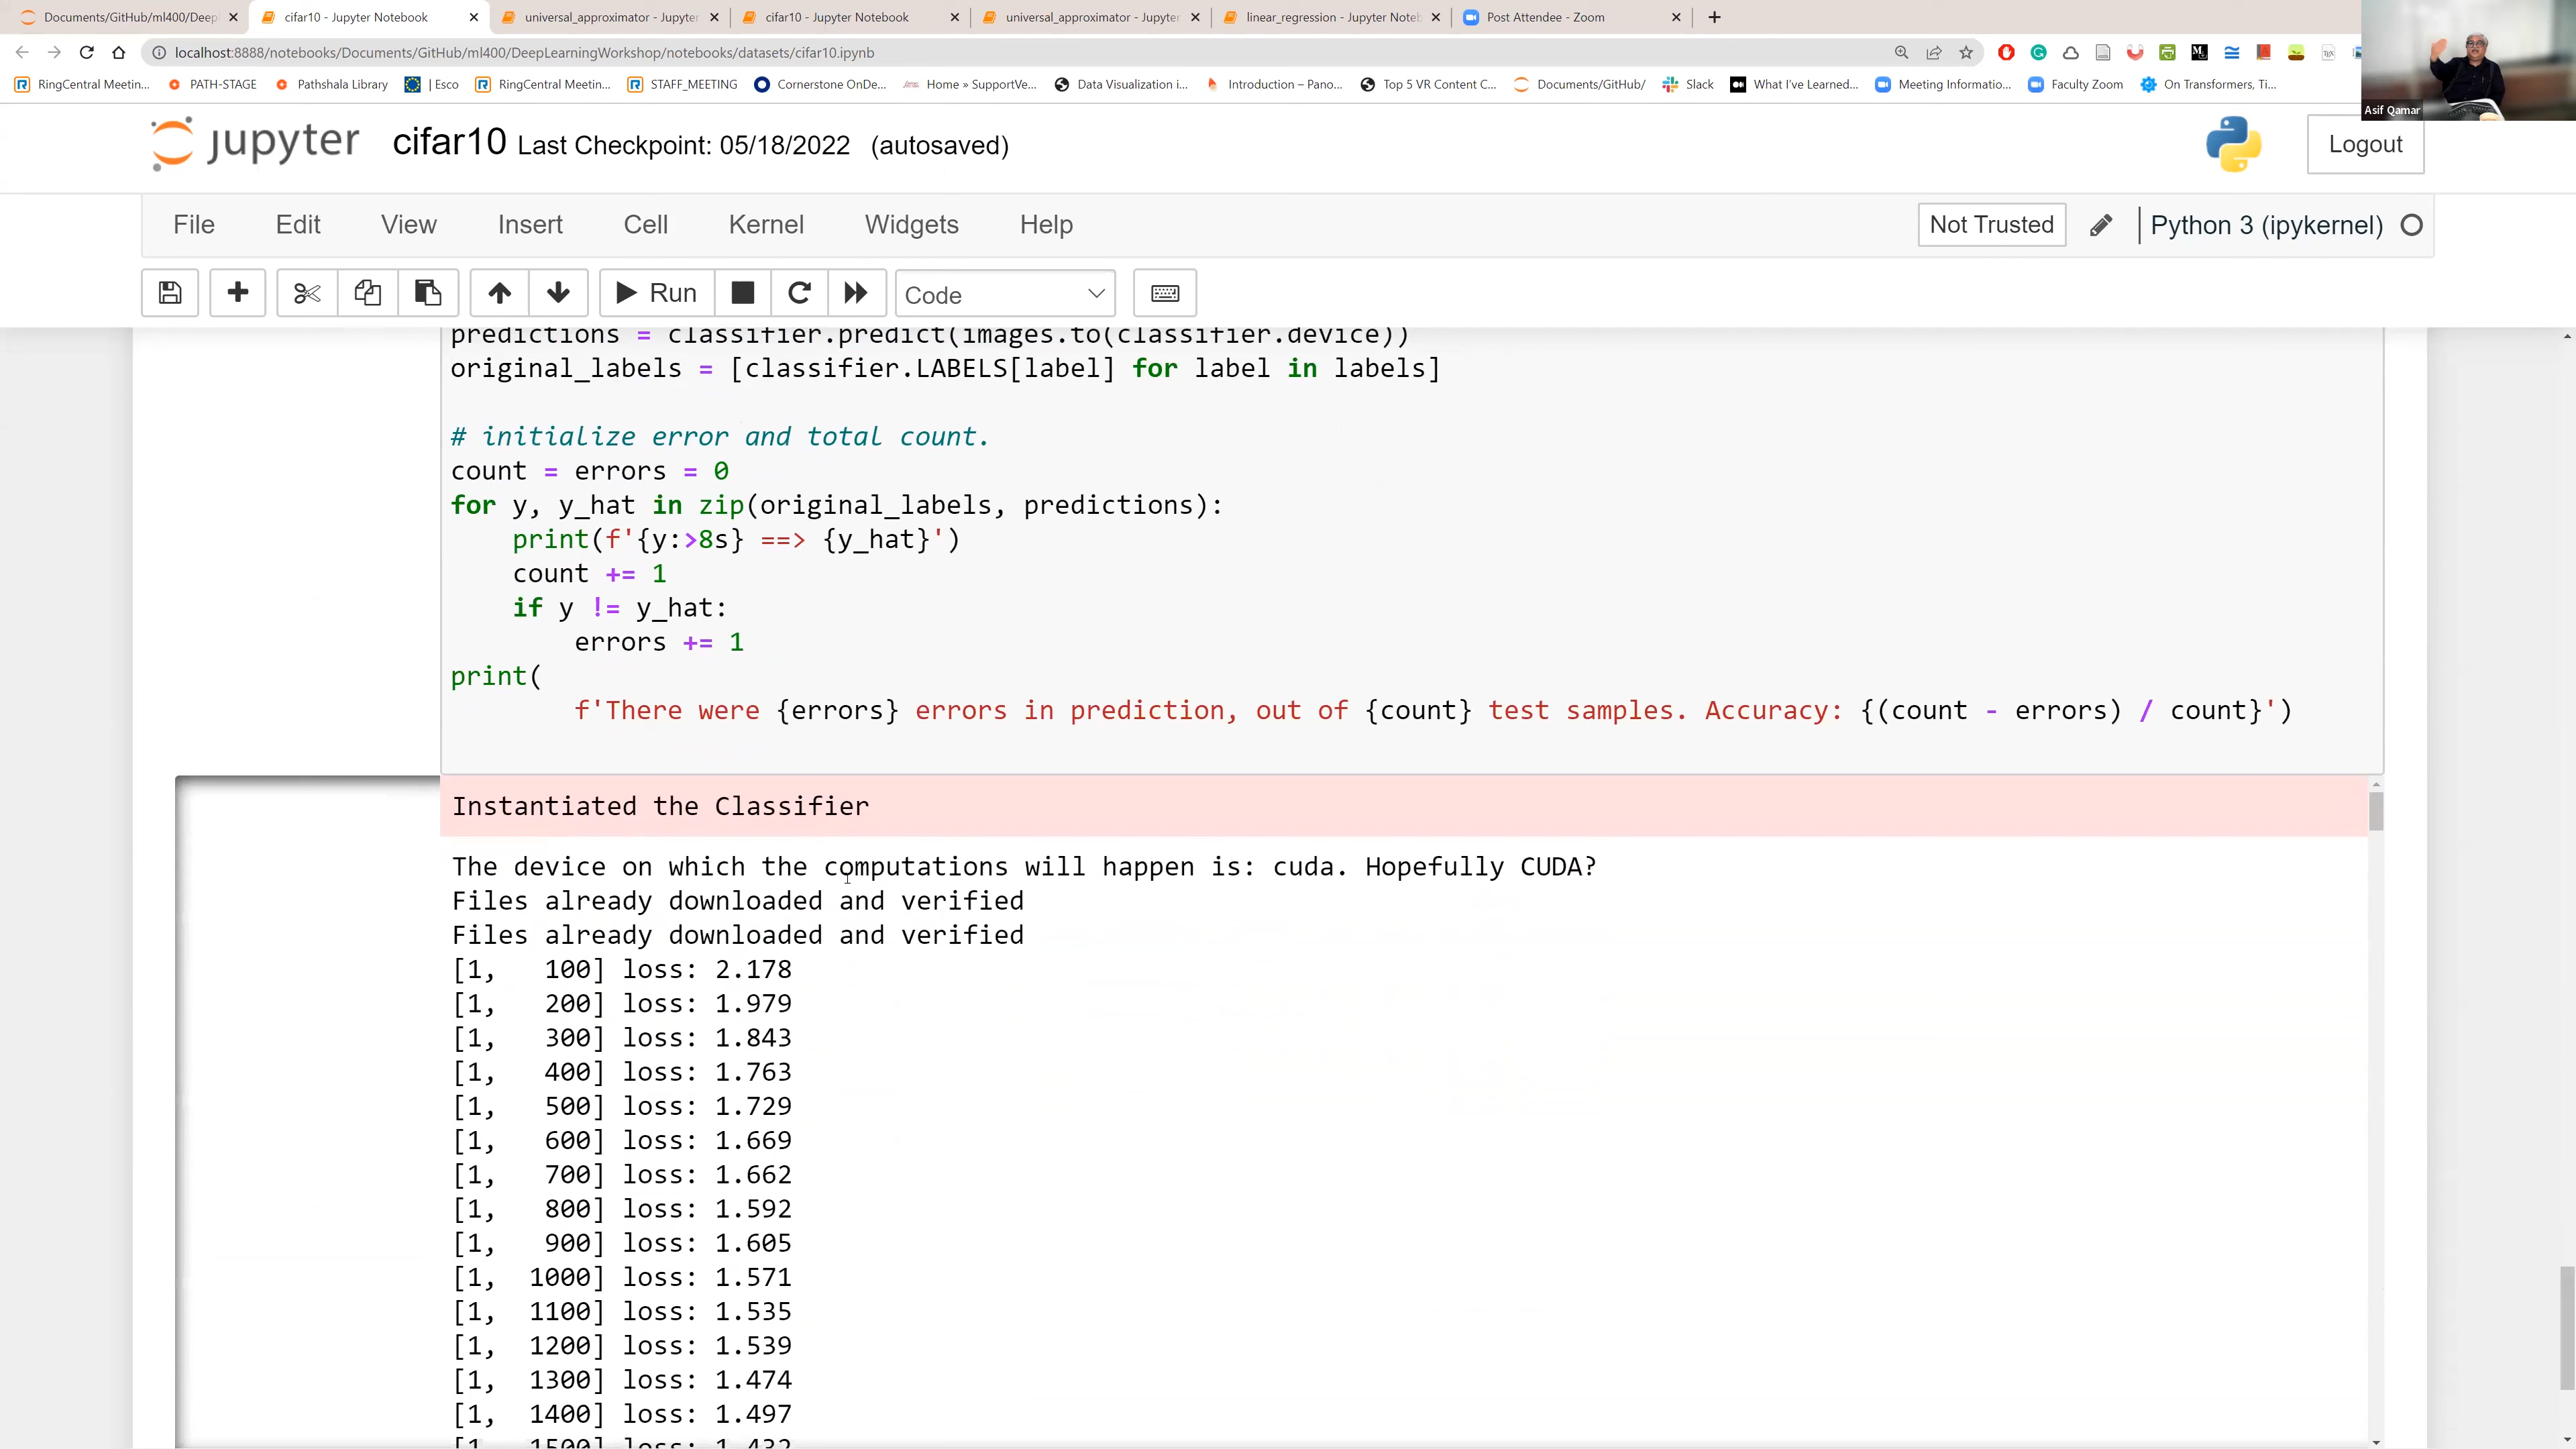 Documents/GitHub/ml400/Deep
cifar10 - Jupyter Notebook
universal_approximator - Jupyter
cifar10 - Jupyter Notebook
universal_approximator - Jupyter
linear_regression - Jupyter Noteb
Post Attendee - Zoom
localhost:8888/notebooks/Documents/GitHub/ml400/DeepLearningWorkshop/notebooks/datasets/cifar10.ipynb
RingCentral Meetin...
PATH-STAGE
Pathshala Library
| Esco
RingCentral Meetin...
STAFF_MEETING
Cornerstone OnDe...
Home » SupportVe...
Data Visualization i...
Introduction – Pano...
Top 5 VR Content C...
Documents/GitHub/
Slack
What I've Learned...
Meeting Informatio...
Faculty Zoom
On Transformers, Ti...
Asif Qamar
jupyter cifar10 Last Checkpoint: 05/18/2022 (autosaved)
Logout
File Edit View Insert Cell Kernel Widgets Help
Not Trusted
Python 3 (ipykernel)
Run
Code
predictions = classifier.predict(images.to(classifier.device))
original_labels = [classifier.LABELS[label] for label in labels]
# initialize error and total count.
count = errors = 0
for y, y_hat in zip(original_labels, predictions):
print(f'{y:>8s} ==> {y_hat}')
count += 1
if y != y_hat:
errors += 1
print(
f'There were {errors} errors in prediction, out of {count} test samples. Accuracy: {(count - errors) / count}')
Instantiated the Classifier
The device on which the computations will happen is: cuda. Hopefully CUDA?
Files already downloaded and verified
Files already downloaded and verified
[1, 100] loss: 2.178
[1, 200] loss: 1.979
[1, 300] loss: 1.843
[1, 400] loss: 1.763
[1, 500] loss: 1.729
[1, 600] loss: 1.669
[1, 700] loss: 1.662
[1, 800] loss: 1.592
[1, 900] loss: 1.605
[1, 1000] loss: 1.571
[1, 1100] loss: 1.535
[1, 1200] loss: 1.539
[1, 1300] loss: 1.474
[1, 1400] loss: 1.497
[1, 1500] loss: 1.432